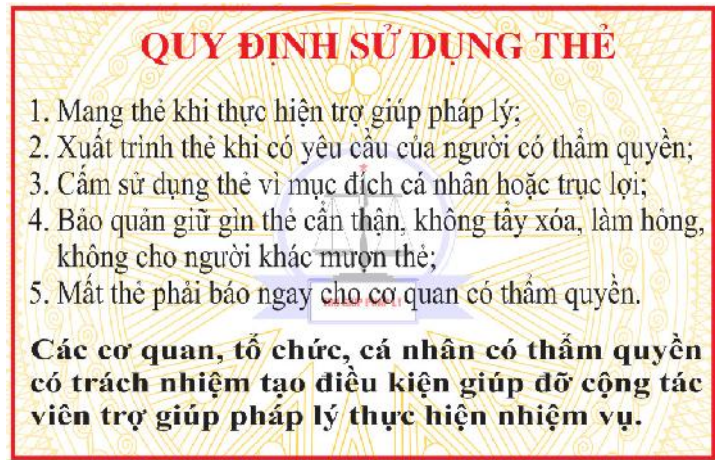 QUY ĐỊNH SỬ DỤNG THẺ
1. Mang thẻ khi thực hiện trợ giúp pháp lý;
2. Xuất trình thẻ khi có yêu cầu của người có thẩm quyền;
3. Cấm sử dụng thẻ vì mục đích cá nhân hoặc trục lợi;
4. Bảo quản giữ gìn thẻ cẩn thận, không tẩy xóa, làm hỏng,
không cho người khác mượn thẻ;
5. Mất thẻ phải báo ngay cho cơ quan có thẩm quyền.
Các cơ quan, tổ chức, cá nhân có thẩm quyền
có trách nhiệm tạo điều kiện giúp đỡ cộng tác
viên trợ giúp pháp lý thực hiện nhiệm vụ.